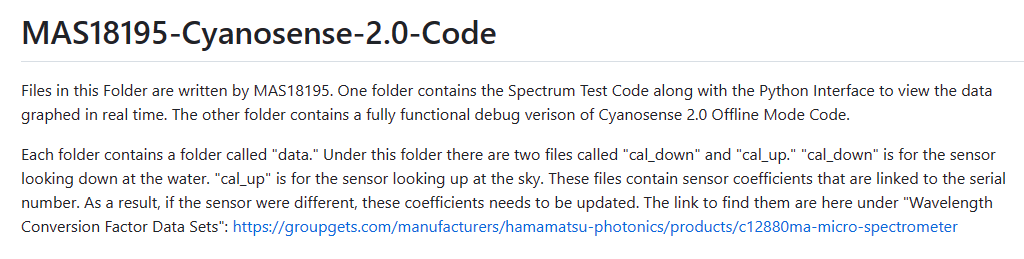 MAS18195-Cyanosense-2.0-Code
Files in this Folder are written by MAS18195. One folder contains the Spectrum Test Code along with the Python Interface to view the data
graphed in real time. The other folder contains a fully functional debug verison of Cyanosense 2.0 Offline Mode Code.
Each folder contains a folder called "data." Under this folder there are two files called "cal_down" and "cal_up." "cal_down" is for the sensor
looking down at the water. "cal_up" is for the sensor looking up at the sky. These files contain sensor coefficients that are linked to the serial
number. As a result, if the sensor were different, these coefficients needs to be updated. The link to find them are here under "Wavelength
Conversion Factor Data Sets": https://groupgets.com/manufacturers/hamamatsu-photonics/products/c12880ma-micro-spectrometer